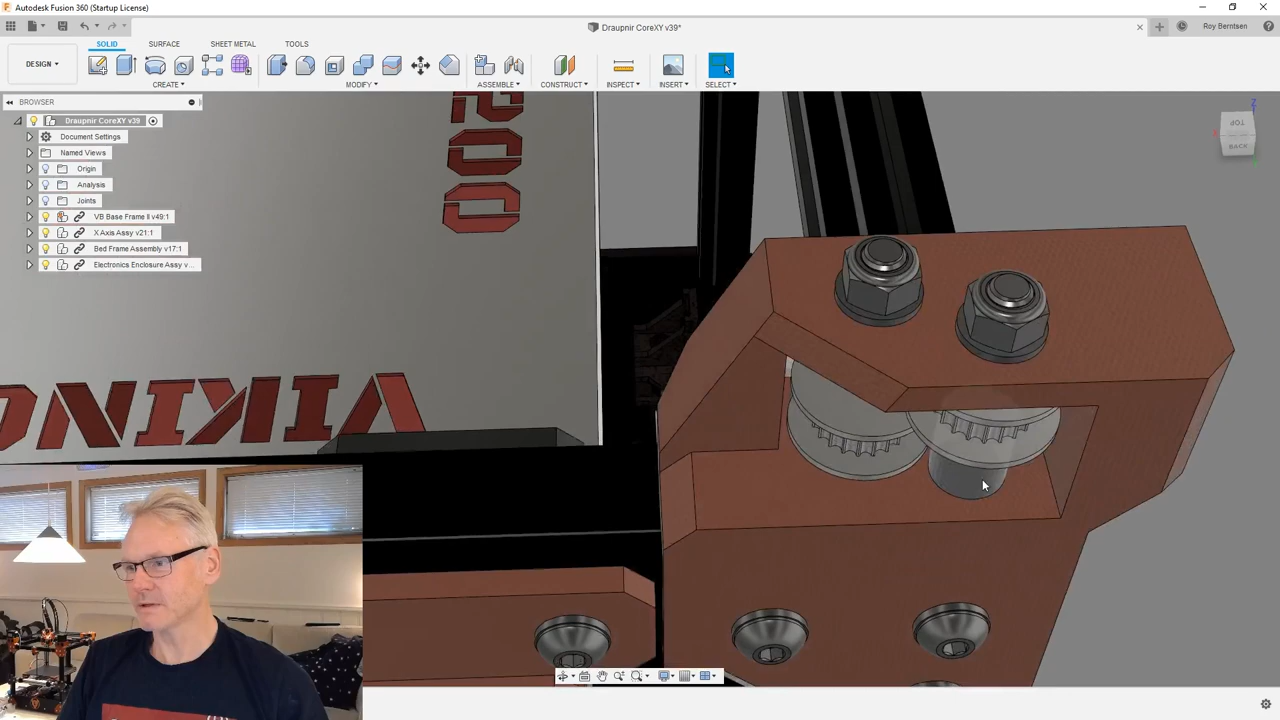 Autodesk Fusion 360 (Startup License)
Draupnir CoreXY v39*
Roy Berntsen
SOLID
SURFACE
SHEET METAL
TOOLS
DESIGN
CREATE
MODIFY
ASSEMBLE
CONSTRUCT
INSPECT
INSERT
SELECT
BROWSER
Draupnir CoreXY v39
Document Settings
Named Views
Origin
Analysis
Joints
VB Base Frame II v49:1
X Axis Assy v21:1
Bed Frame Assembly v17:1
Electronics Enclosure Assy v...
Z
TOP
X
BACK